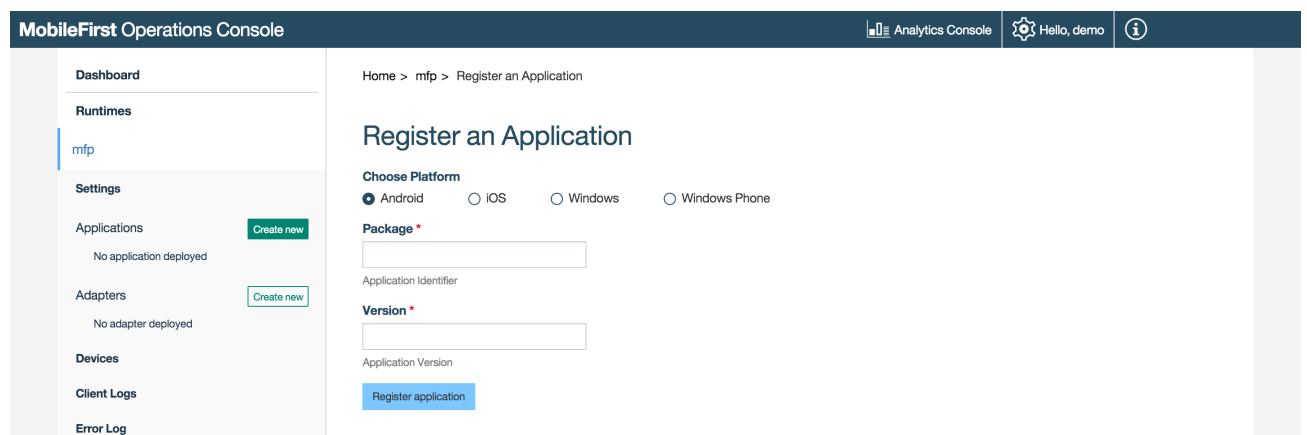 MobileFirst Operations Console
Analytics Console
Hello, demo
Dashboard
Runtimes
mfp
Settings
Applications Create new
No application deployed
Adapters Create new
No adapter deployed
Devices
Client Logs
Error Log
Home > mfp > Register an Application
Register an Application
Choose Platform
Android iOS Windows Windows Phone
Package *
Application Identifier
Version *
Application Version
Register application